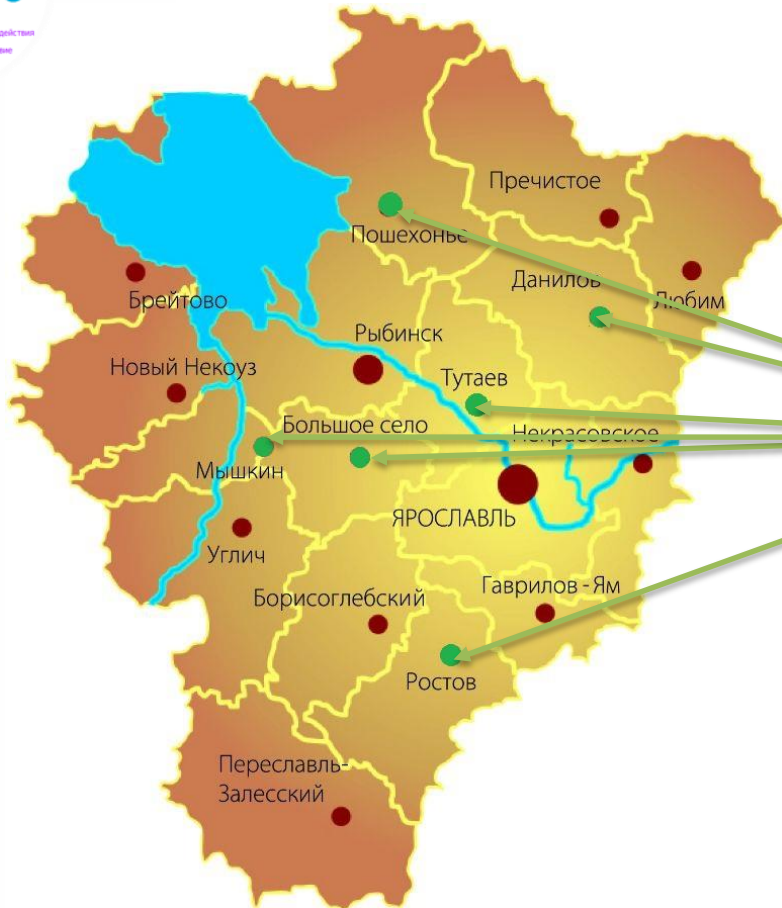 действия
Пречистое
Пошехонье
Данилов
Любим
Брейтово
Рыбинск
Новый Некоуз
Тутаев
Большое село
Некрасовское
Мышкин
ЯРОСЛАВЛЬ
Углич
Гаврилов - Ям
Борисоглебский
Ростов
Переславль-
Залесский